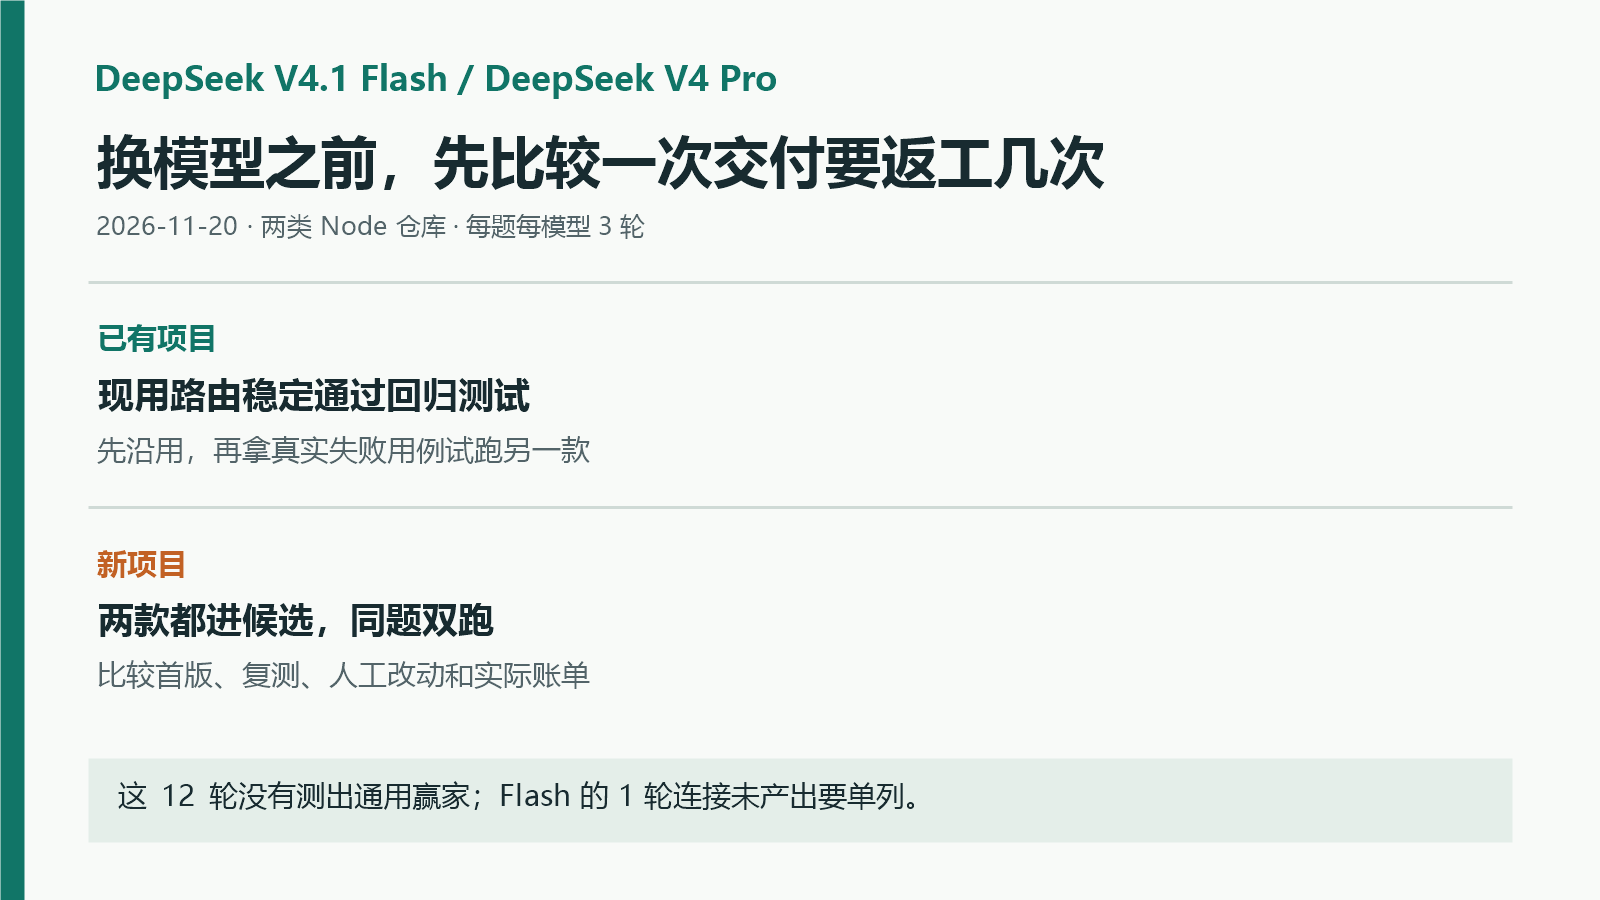 DeepSeek V4.1 Flash / DeepSeek V4 Pro
换模型之前，先比较一次交付要返工几次
2026-11-20 · 两类 Node 仓库 · 每题每模型 3 轮
已有项目
现用路由稳定通过回归测试
先沿用，再拿真实失败用例试跑另一款
新项目
两款都进候选，同题双跑
比较首版、复测、人工改动和实际账单
这 12 轮没有测出通用赢家；Flash 的 1 轮连接未产出要单列。